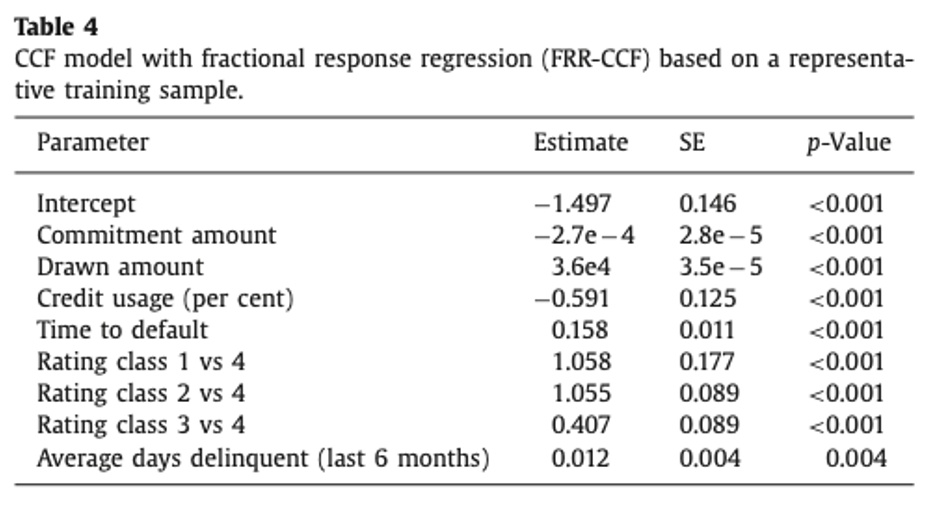 Table 4
CCF model with fractional response regression (FRR-CCF) based on a representa-
tive training sample.
Parameter Estimate SE p-Value
Intercept −1.497 0.146 <0.001
Commitment amount −2.7e−4 2.8e−5 <0.001
Drawn amount 3.6e4 3.5e−5 <0.001
Credit usage (per cent) −0.591 0.125 <0.001
Time to default 0.158 0.011 <0.001
Rating class 1 vs 4 1.058 0.177 <0.001
Rating class 2 vs 4 1.055 0.089 <0.001
Rating class 3 vs 4 0.407 0.089 <0.001
Average days delinquent (last 6 months) 0.012 0.004 0.004